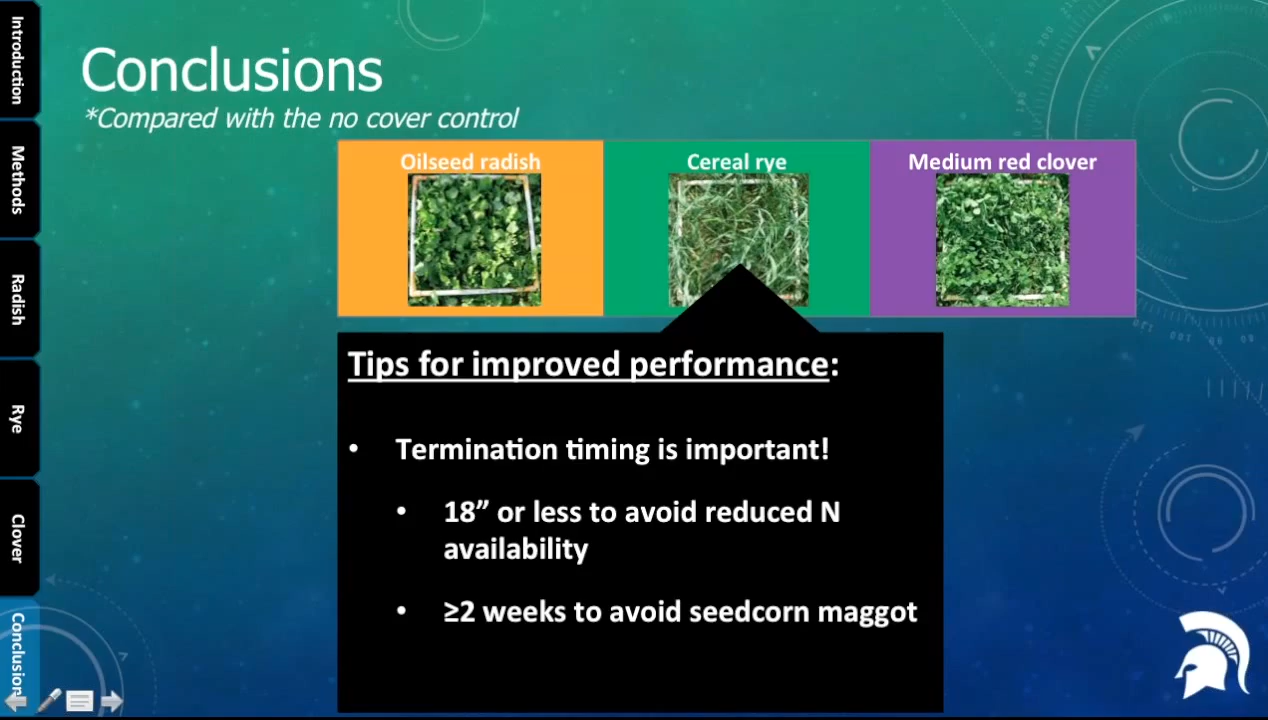 Conclusions
*Compared with the no cover control
Oilseed radish
Cereal rye
Medium red clover
Tips for improved performance:
• Termination timing is important!
• 18” or less to avoid reduced N
availability
• ≥2 weeks to avoid seedcorn maggot
Introduction
Methods
Radish
Rye
Clover
Conclusion